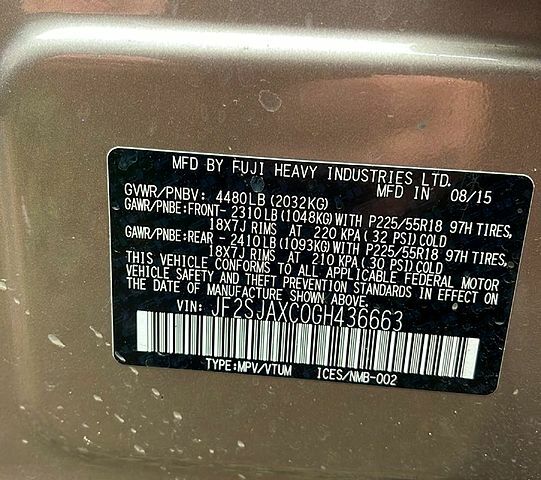 MFD BY FUJI HEAVY INDUSTRIES LTD.
MFD IN 08/15
GVWR/PNBV: 4480LB(2032KG)
GAWR/PNBE:FRONT-2310LB(1048KG)WITH P225/55R18 97H TIRES,
18X7J RIMS AT 220 KPA(32 PSI)COLD
GAWR/PNBE:REAR -2410LB(1093KG)WITH P225/55R18 97H TIRES,
18X7J RIMS AT 210 KPA(30 PSI)COLD
THIS VEHICLE CONFORMS TO ALL APPLICABLE FEDERAL MOTOR
VEHICLE SAFETY AND THEFT PREVENTION STANDARDS IN EFFECT ON
THE DATE OF MANUFACTURE SHOWN ABOVE.
VIN: JF2SJAXC0GH436663
TYPE:MPV/VTUM ICES/NMB-002